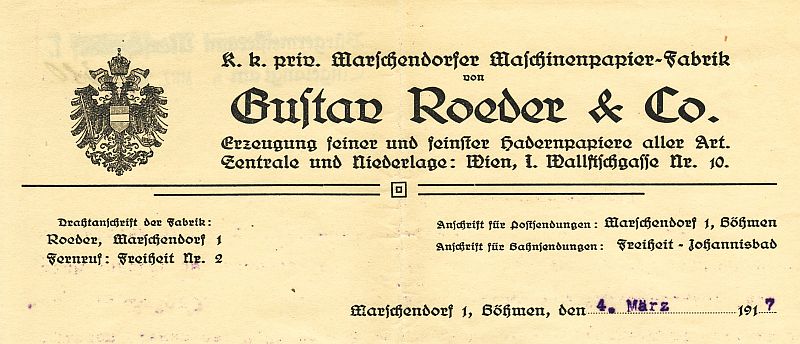 K. k. priv. Marschendorfer Maschinenpapier-Fabrik
von
Gustav Roeder & Co.
Erzeugung feiner und feinster Hadernpapiere aller Art.
Zentrale und Niederlage: Wien, I. Wallfischgasse Nr. 10.
Drahtanschrift der Fabrik:
Roeder, Marschendorf 1
Fernruf: Freiheit Nr. 2
Anschrift für Postsendungen: Marschendorf 1, Böhmen
Anschrift für Bahnsendungen: Freiheit - Johannisbad
Marschendorf 1, Böhmen, den 4. März 1917